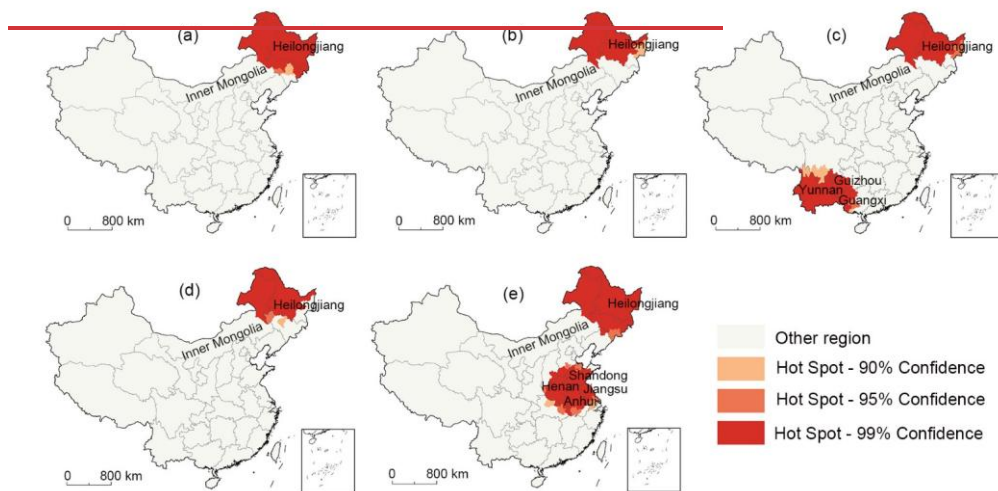 (a)
Heilongjiang
Inner Mongolia
0 800 km
(b)
Heilongjiang
Inner Mongolia
0 800 km
(c)
Heilongjiang
Inner Mongolia
Guizhou
Yunnan
Guangxi
0 800 km
(d)
Heilongjiang
Inner Mongolia
0 800 km
(e)
Heilongjiang
Inner Mongolia
Shandong
Henan Jiangsu
Anhui
0 800 km
Other region
Hot Spot - 90% Confidence
Hot Spot - 95% Confidence
Hot Spot - 99% Confidence